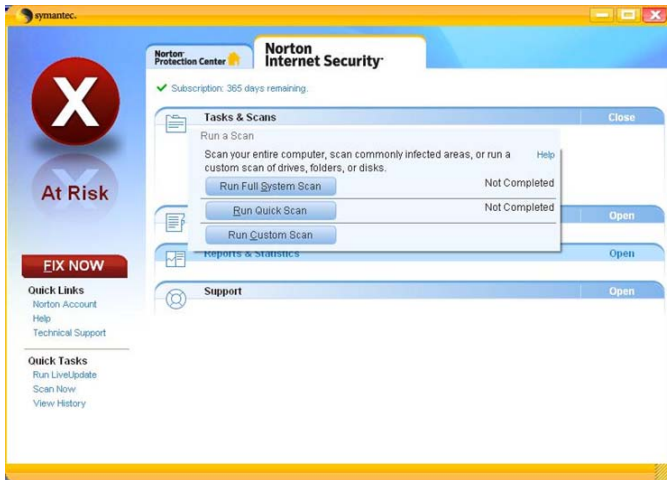 symantec.
Norton
Protection Center
Norton
Internet Security
Subscription: 365 days remaining.
X
At Risk
FIX NOW
Quick Links
Norton Account
Help
Technical Support
Quick Tasks
Run LiveUpdate
Scan Now
View History
Tasks & Scans Close
Run a Scan
Scan your entire computer, scan commonly infected areas, or run a Help
custom scan of drives, folders, or disks.
Run Full System Scan Not Completed
Run Quick Scan Not Completed
Run Custom Scan
Open
Reports & Statistics Open
Support Open